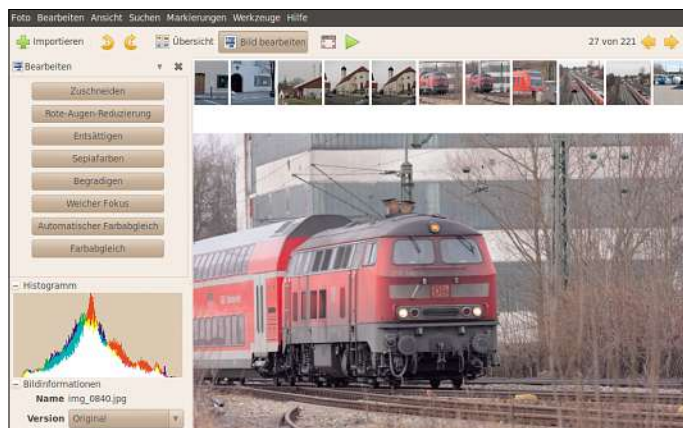 Foto Bearbeiten Ansicht Suchen Markierungen Werkzeuge Hilfe
Importieren Übersicht Bild bearbeiten 27 von 221
Bearbeiten
Zuschneiden
Rote-Augen-Reduzierung
Entsättigen
Sepiafarben
Begradigen
Weicher Fokus
Automatischer Farbabgleich
Farbabgleich
Histogramm
Bildinformationen
Name img_0840.jpg
Version Original
DB